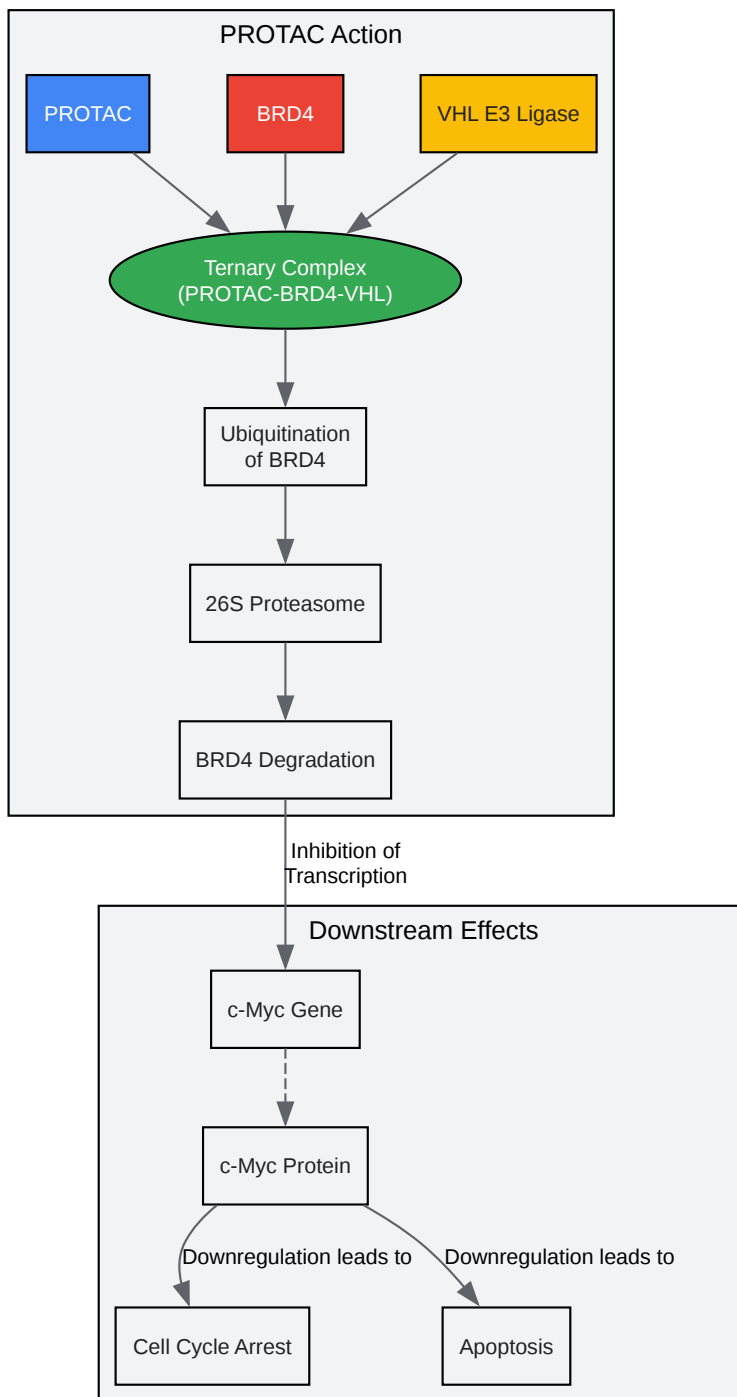 PROTAC Action
PROTAC
BRD4
VHL E3 Ligase
Ternary Complex
(PROTAC-BRD4-VHL)
Ubiquitination
of BRD4
26S Proteasome
BRD4 Degradation
Inhibition of
Transcription
Downstream Effects
c-Myc Gene
c-Myc Protein
Downregulation leads to
Downregulation leads to
Cell Cycle Arrest
Apoptosis